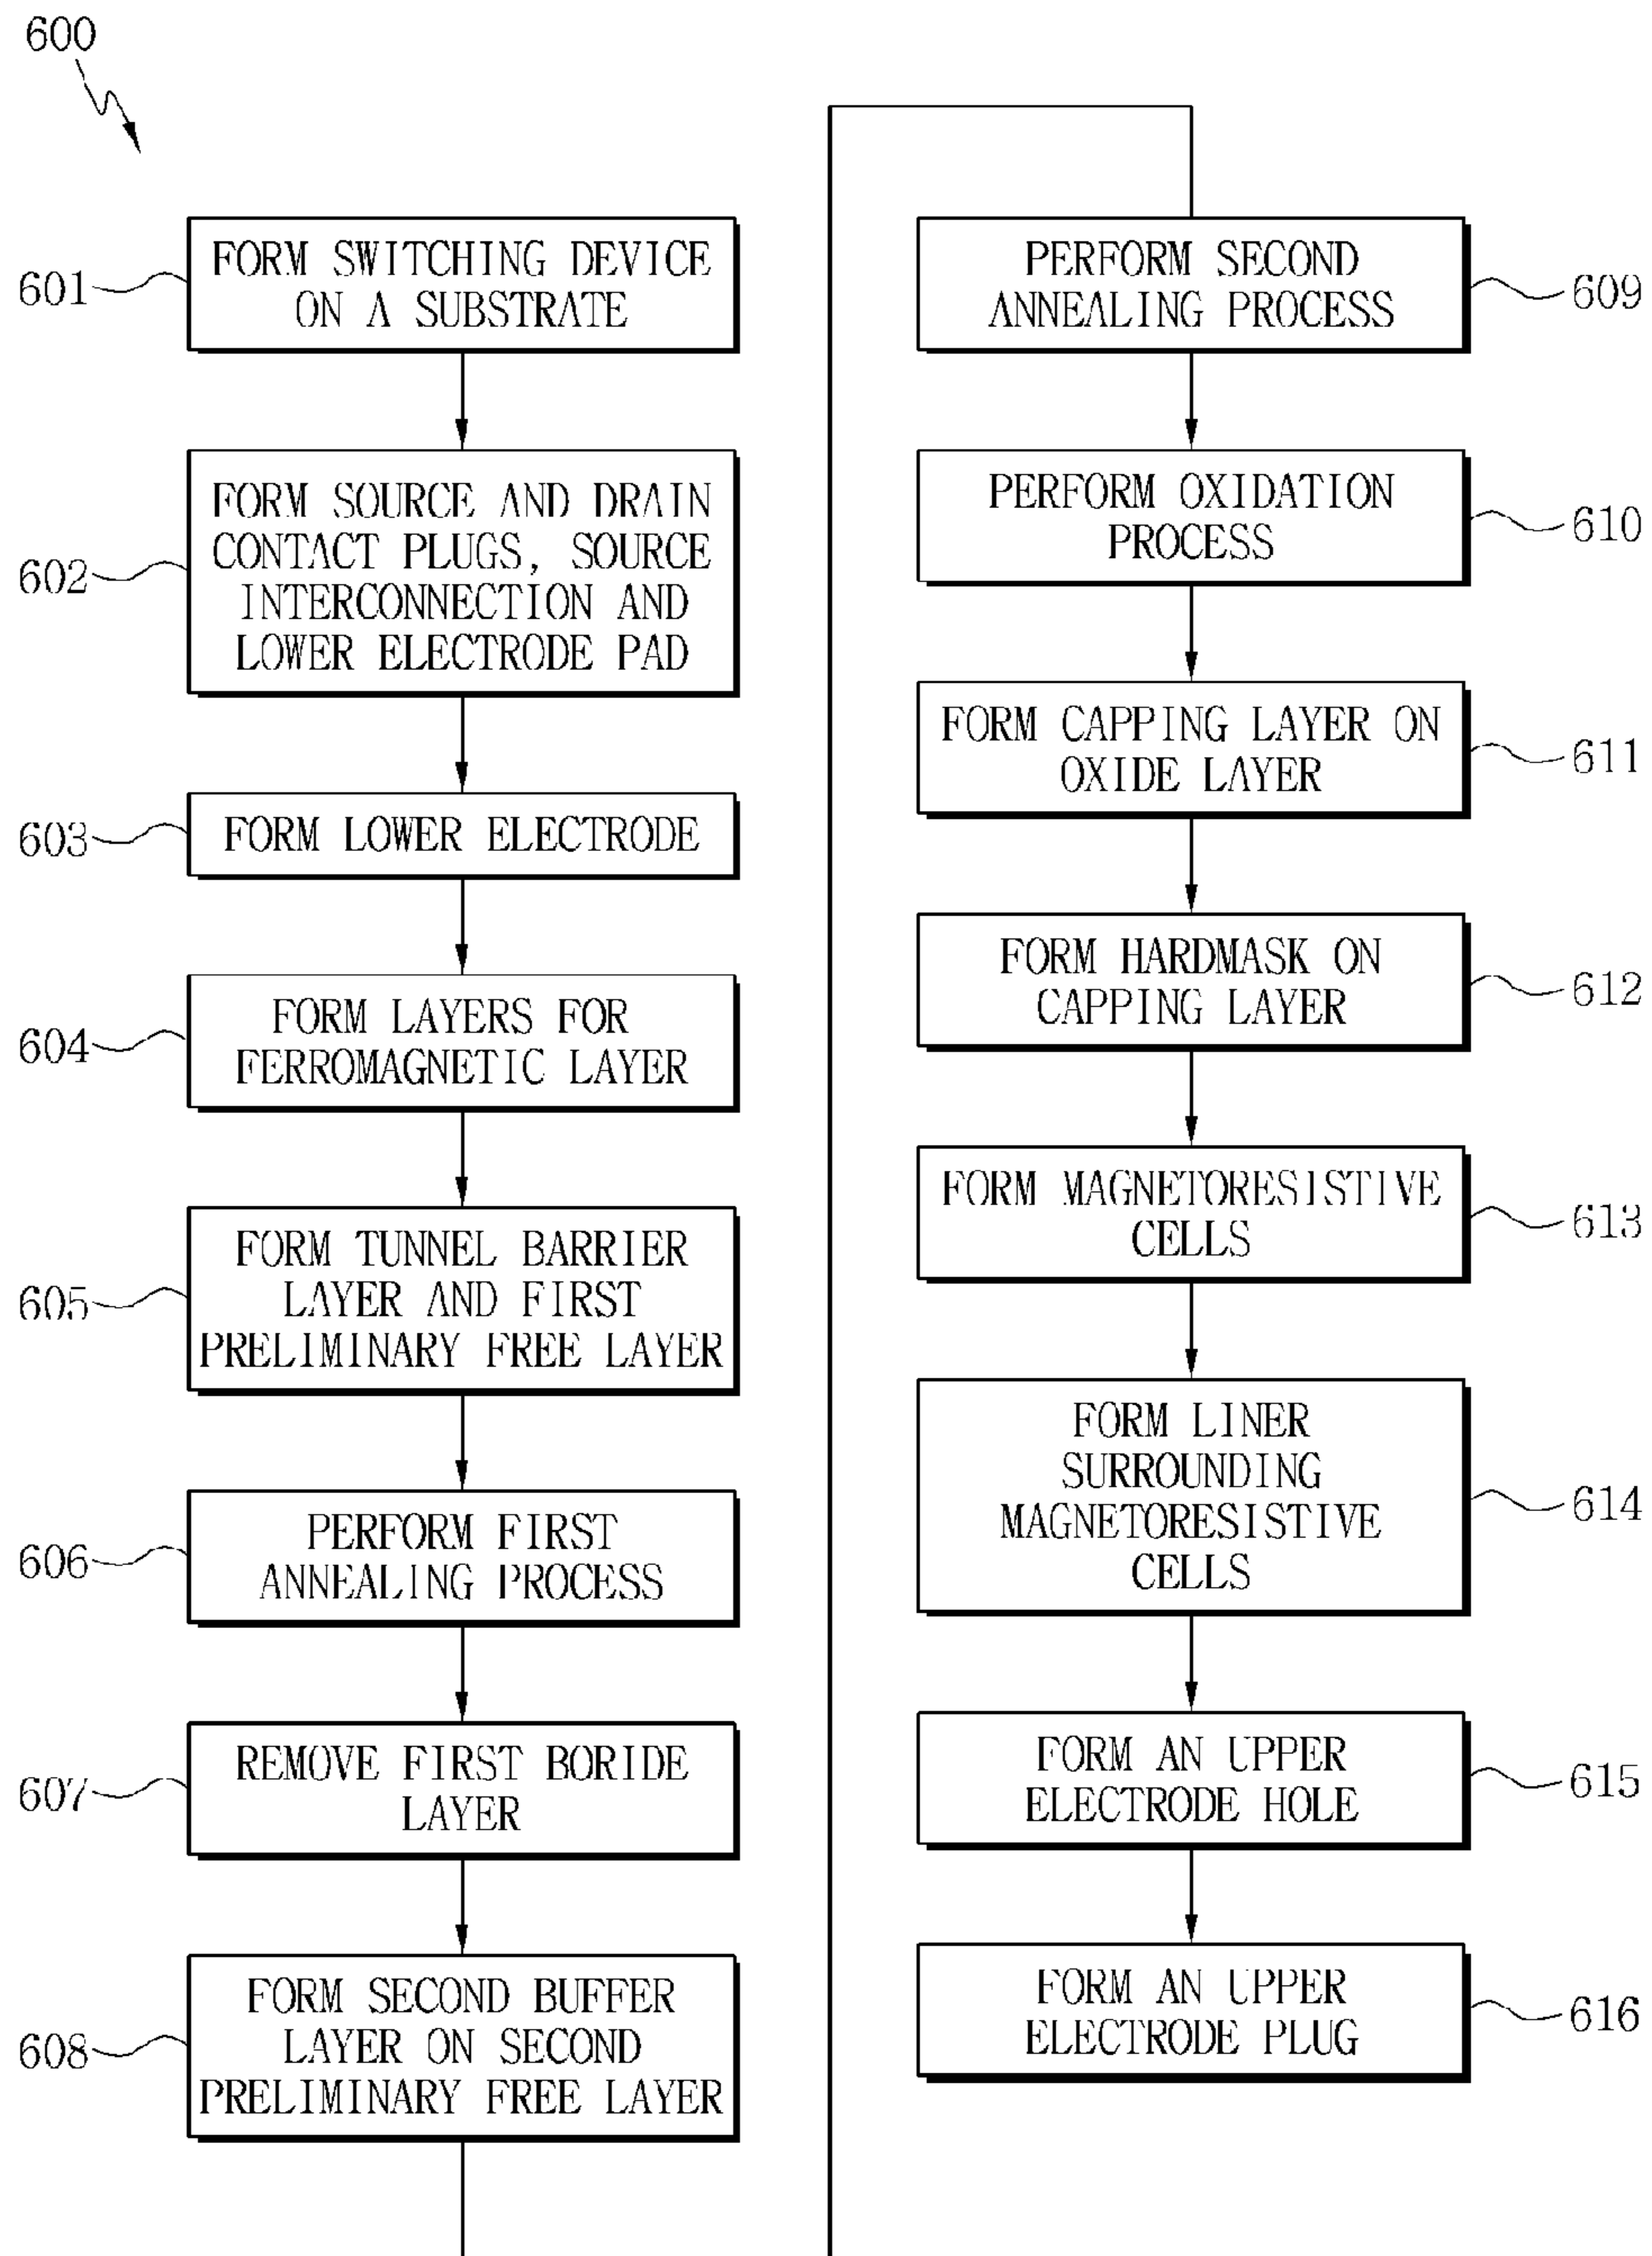 600
601
FORM SWITCHING DEVICE
ON A SUBSTRATE
602
FORM SOURCE AND DRAIN
CONTACT PLUGS, SOURCE
INTERCONNECTION AND
LOWER ELECTRODE PAD
603
FORM LOWER ELECTRODE
604
FORM LAYERS FOR
FERROMAGNETIC LAYER
605
FORM TUNNEL BARRIER
LAYER AND FIRST
PRELIMINARY FREE LAYER
606
PERFORM FIRST
ANNEALING PROCESS
607
REMOVE FIRST BORIDE
LAYER
608
FORM SECOND BUFFER
LAYER ON SECOND
PRELIMINARY FREE LAYER
PERFORM SECOND
ANNEALING PROCESS
609
PERFORM OXIDATION
PROCESS
610
FORM CAPPING LAYER ON
OXIDE LAYER
611
FORM HARDMASK ON
CAPPING LAYER
612
FORM MAGNETORESISTIVE
CELLS
613
FORM LINER
SURROUNDING
MAGNETORESISTIVE
CELLS
614
FORM AN UPPER
ELECTRODE HOLE
615
FORM AN UPPER
ELECTRODE PLUG
616